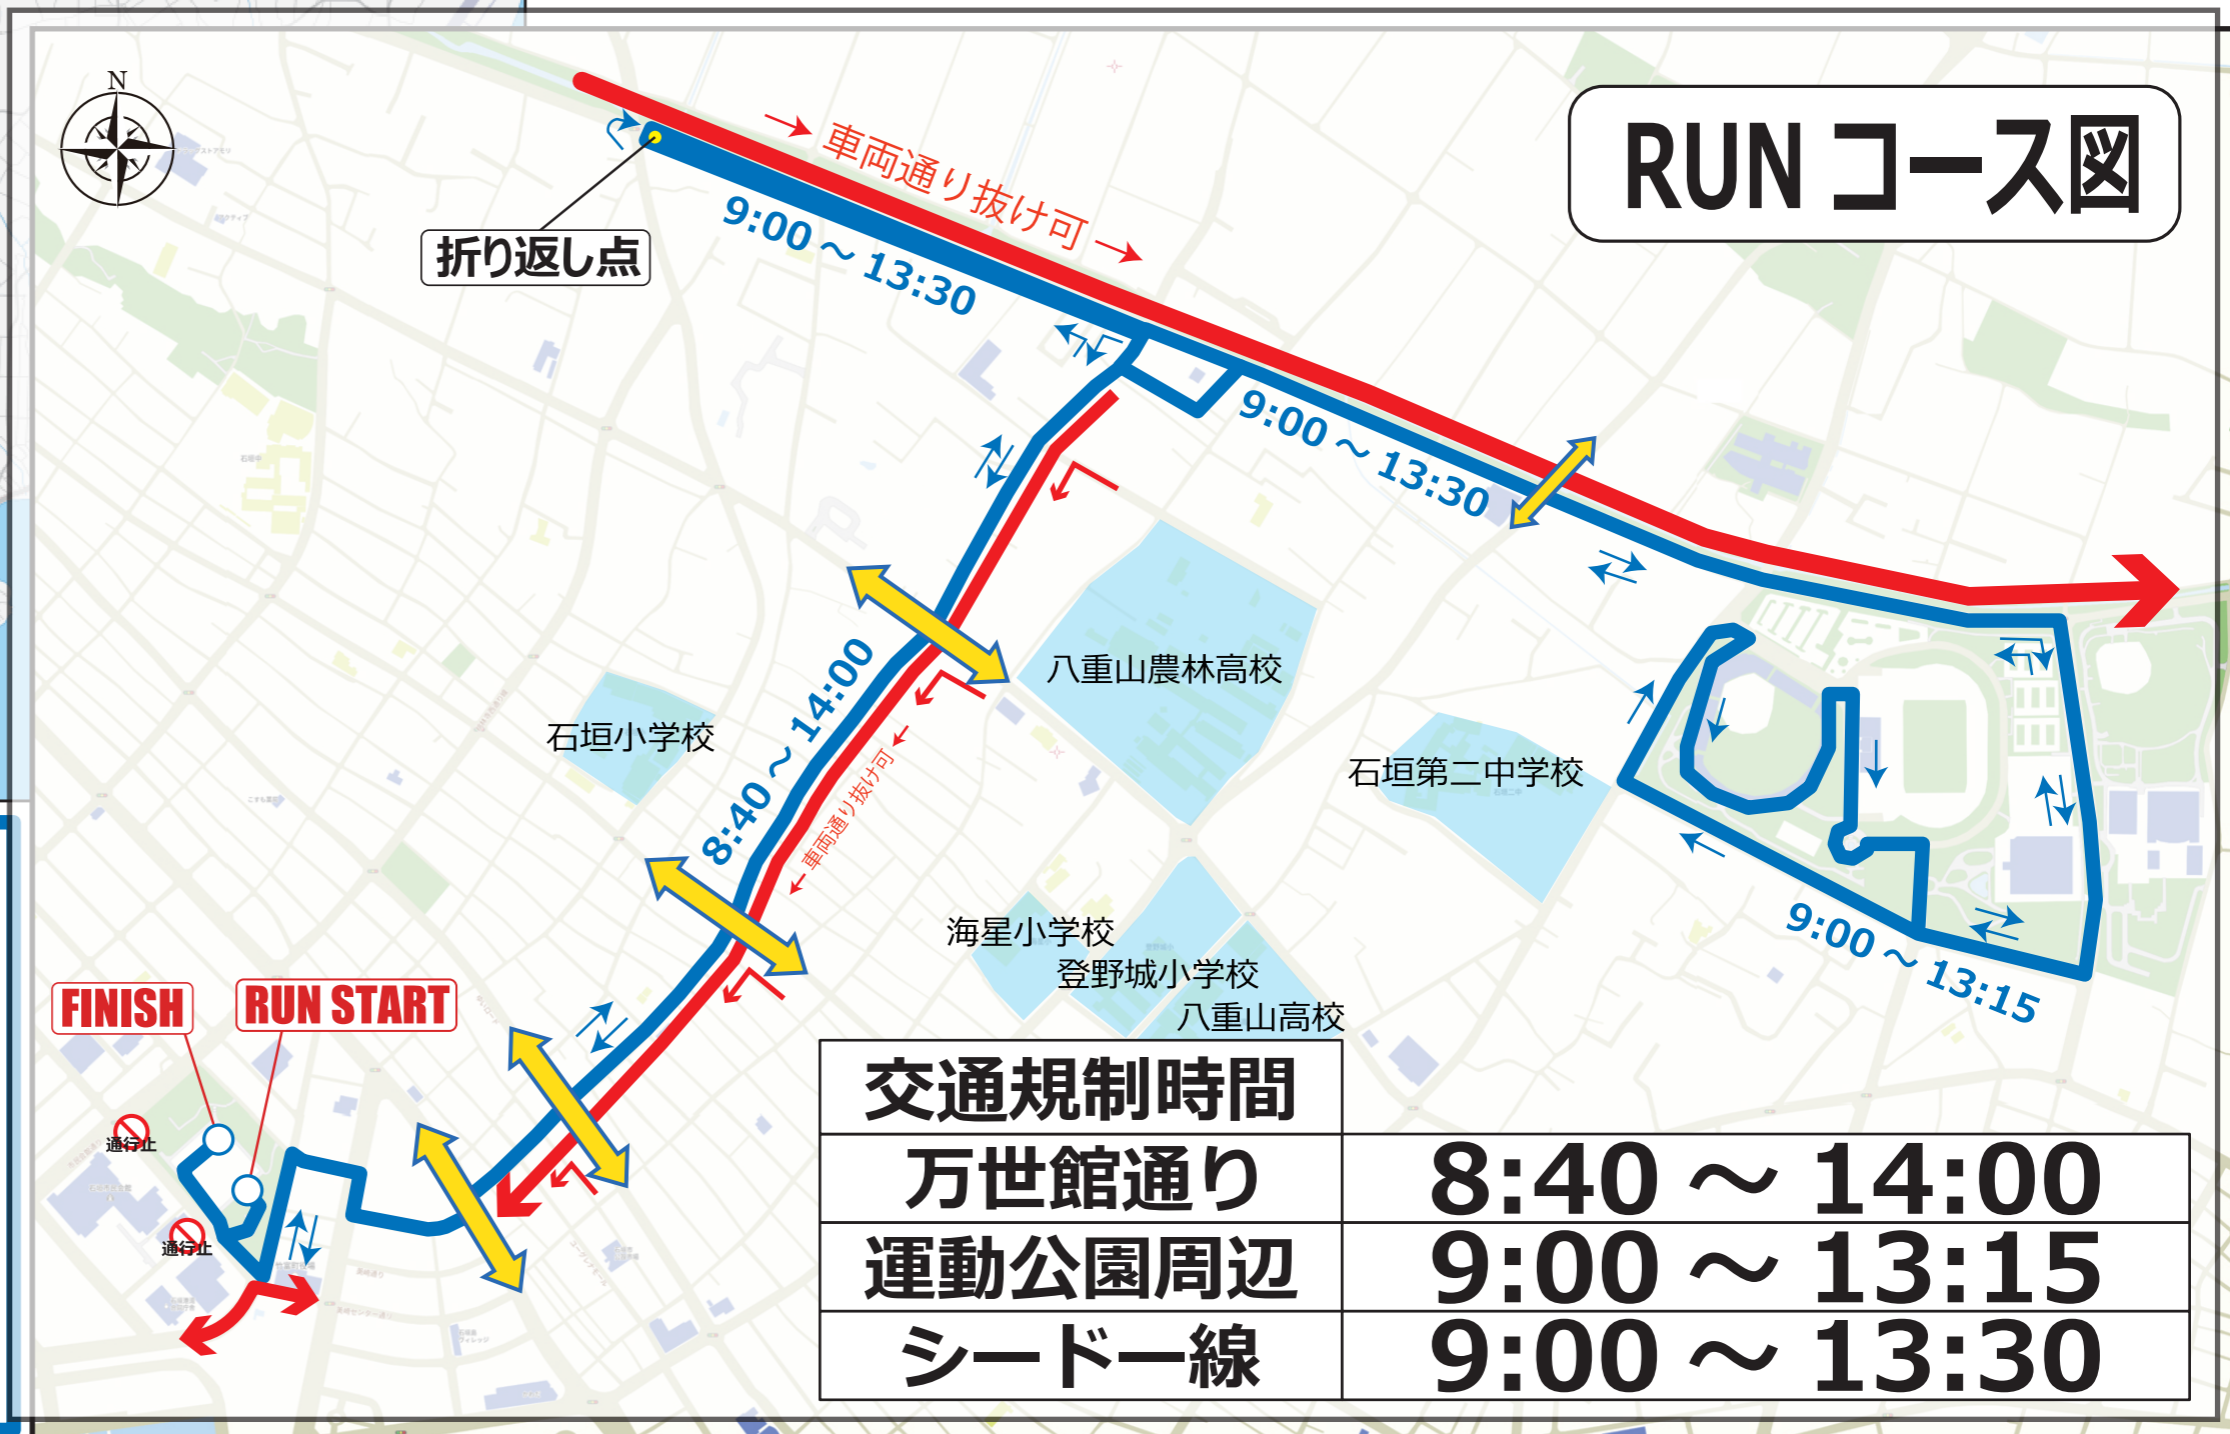 N
RUN コース図
→ 車両通り抜け可 →
9:00 ～ 13:30
折り返し点
9:00 ～ 13:30
八重山農林高校
石垣小学校
8:40 ～ 14:00
← 車両通り抜け可 ←
石垣第二中学校
海星小学校
登野城小学校
八重山高校
9:00 ～ 13:15
FINISH
RUN START
通行止
通行止
交通規制時間
万世館通り 8:40 ～ 14:00
運動公園周辺 9:00 ～ 13:15
シード一線 9:00 ～ 13:30